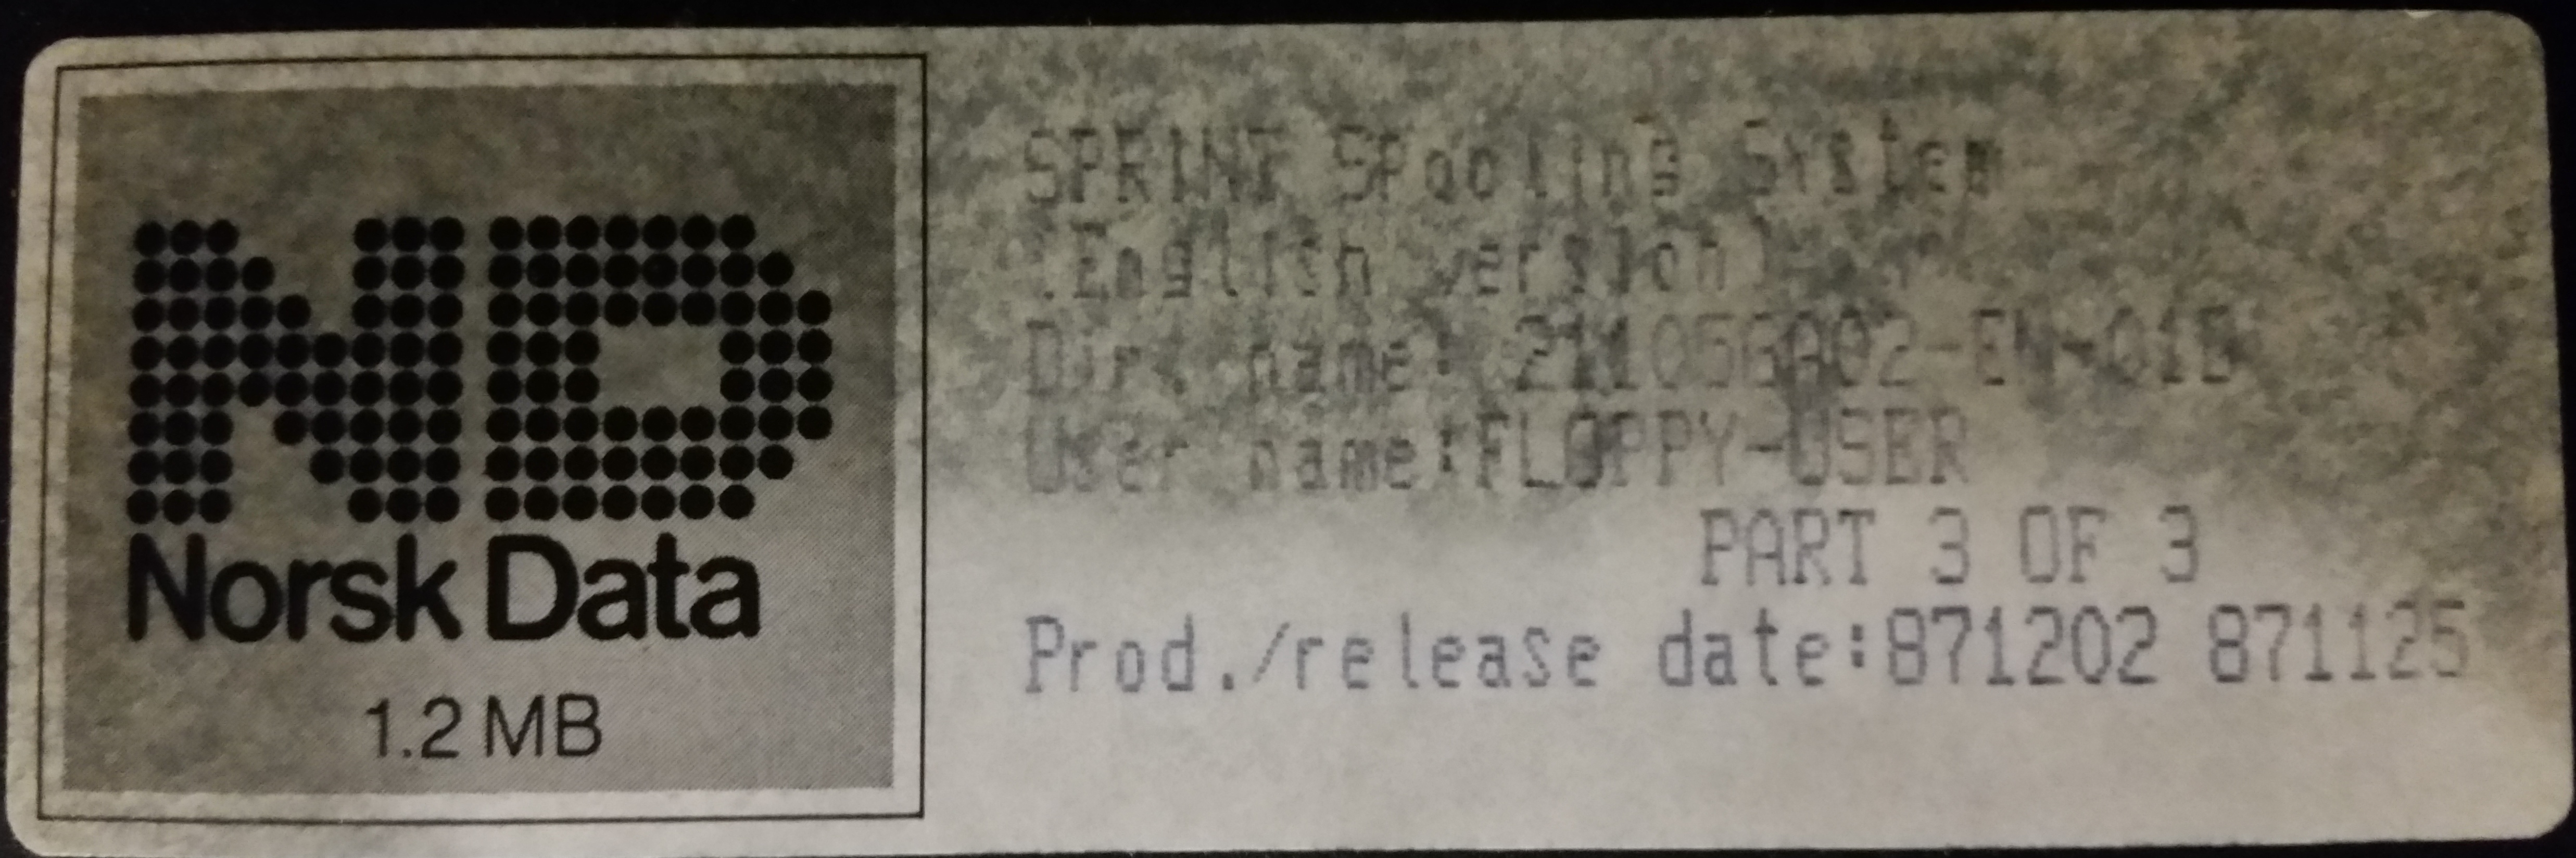 ND
Norsk Data
1.2 MB
SPRINT SPooling System
(English version)
Dir. name: 211056A02-EN-01D
User name:FLOPPY-USER
PART 3 OF 3
Prod./release date:871202 871125